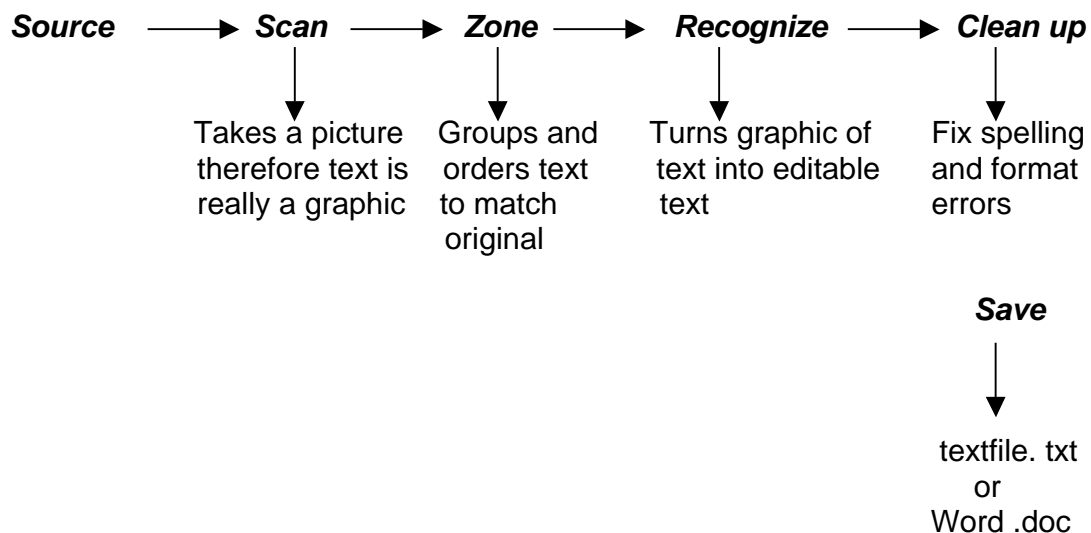 Source Scan Zone Recognize Clean up
Takes a picture
therefore text is
really a graphic
Groups and
orders text
to match
original
Turns graphic of
text into editable
text
Fix spelling
and format
errors
Save
textfile. txt
or
Word .doc